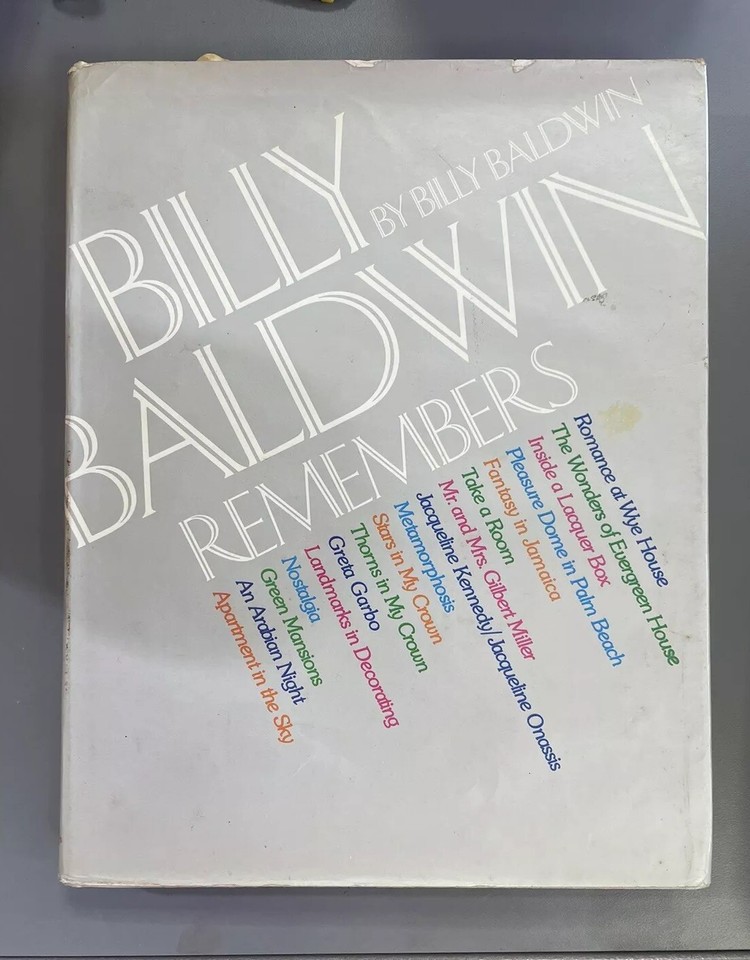 BILLY
BY BILLY BALDWIN
BALDWIN
REMEMBERS
Romance at Wye House
The Wonders of Evergreen House
Inside a Lacquer Box
Pleasure Dome in Palm Beach
Fantasy in Jamaica
Take a Room
Mr. and Mrs. Gilbert Miller
Jacqueline Kennedy/Jacqueline Onassis
Metamorphosis
Stars in My Crown
Thorns in My Crown
Greta Garbo
Landmarks in Decorating
Nostalgia
Green Mansions
An Arabian Night
Apartment in the Sky